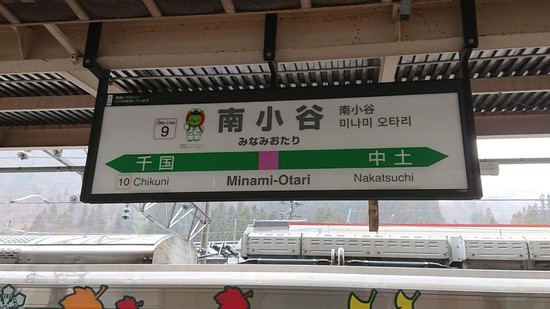 Oito Line
9
南小谷
みなみおたり
南小谷
미나미 오타리
千国
中土
10 Chikuni
Minami-Otari
Nakatsuchi